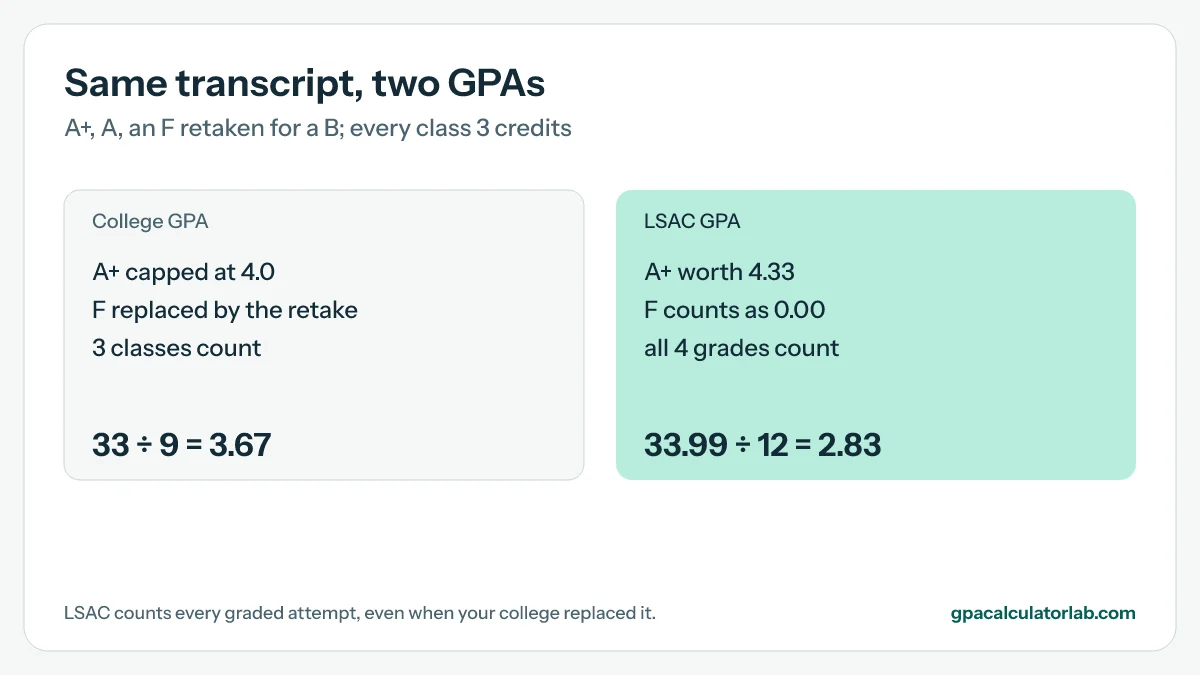 Same transcript, two GPAs
A+, A, an F retaken for a B; every class 3 credits
College GPA
A+ capped at 4.0
F replaced by the retake
3 classes count
33 ÷ 9 = 3.67
LSAC GPA
A+ worth 4.33
F counts as 0.00
all 4 grades count
33.99 ÷ 12 = 2.83
LSAC counts every graded attempt, even when your college replaced it.
gpacalculatorlab.com